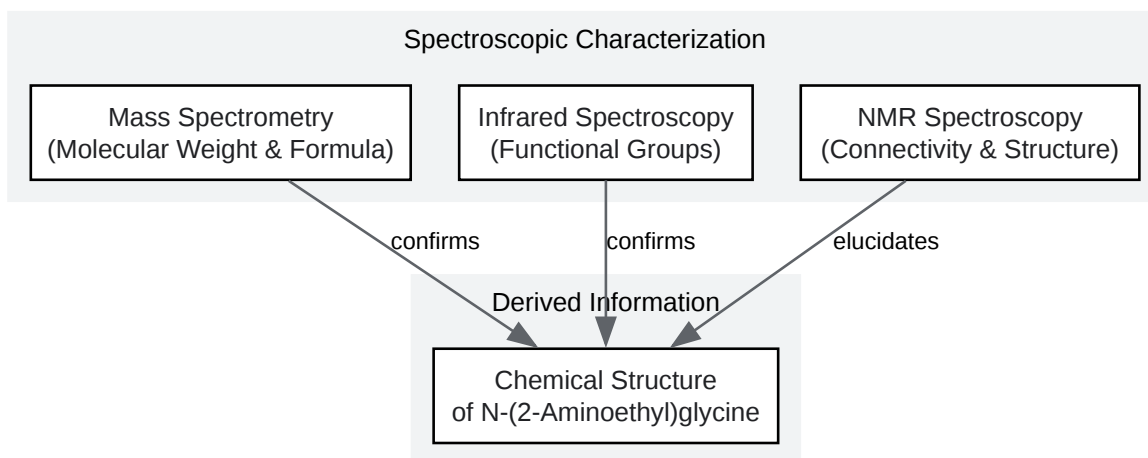 Spectroscopic Characterization
Mass Spectrometry
(Molecular Weight & Formula)
Infrared Spectroscopy
(Functional Groups)
NMR Spectroscopy
(Connectivity & Structure)
confirms
confirms
elucidates
Derived Information
Chemical Structure
of N-(2-Aminoethyl)glycine